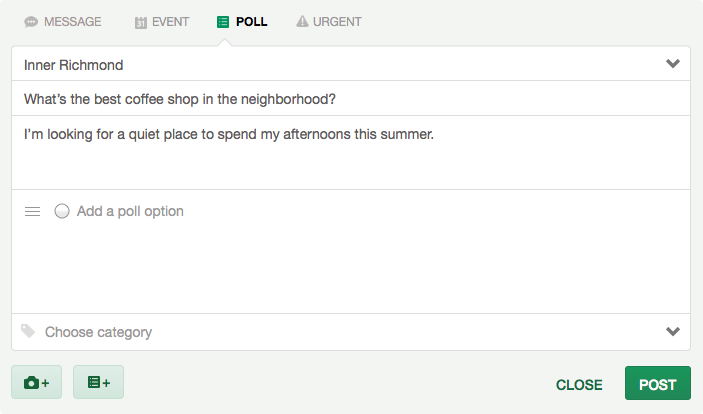 MESSAGE 31 EVENT POLL URGENT
Inner Richmond
What's the best coffee shop in the neighborhood?
I'm looking for a quiet place to spend my afternoons this summer.
Add a poll option
Choose category
+ + CLOSE POST